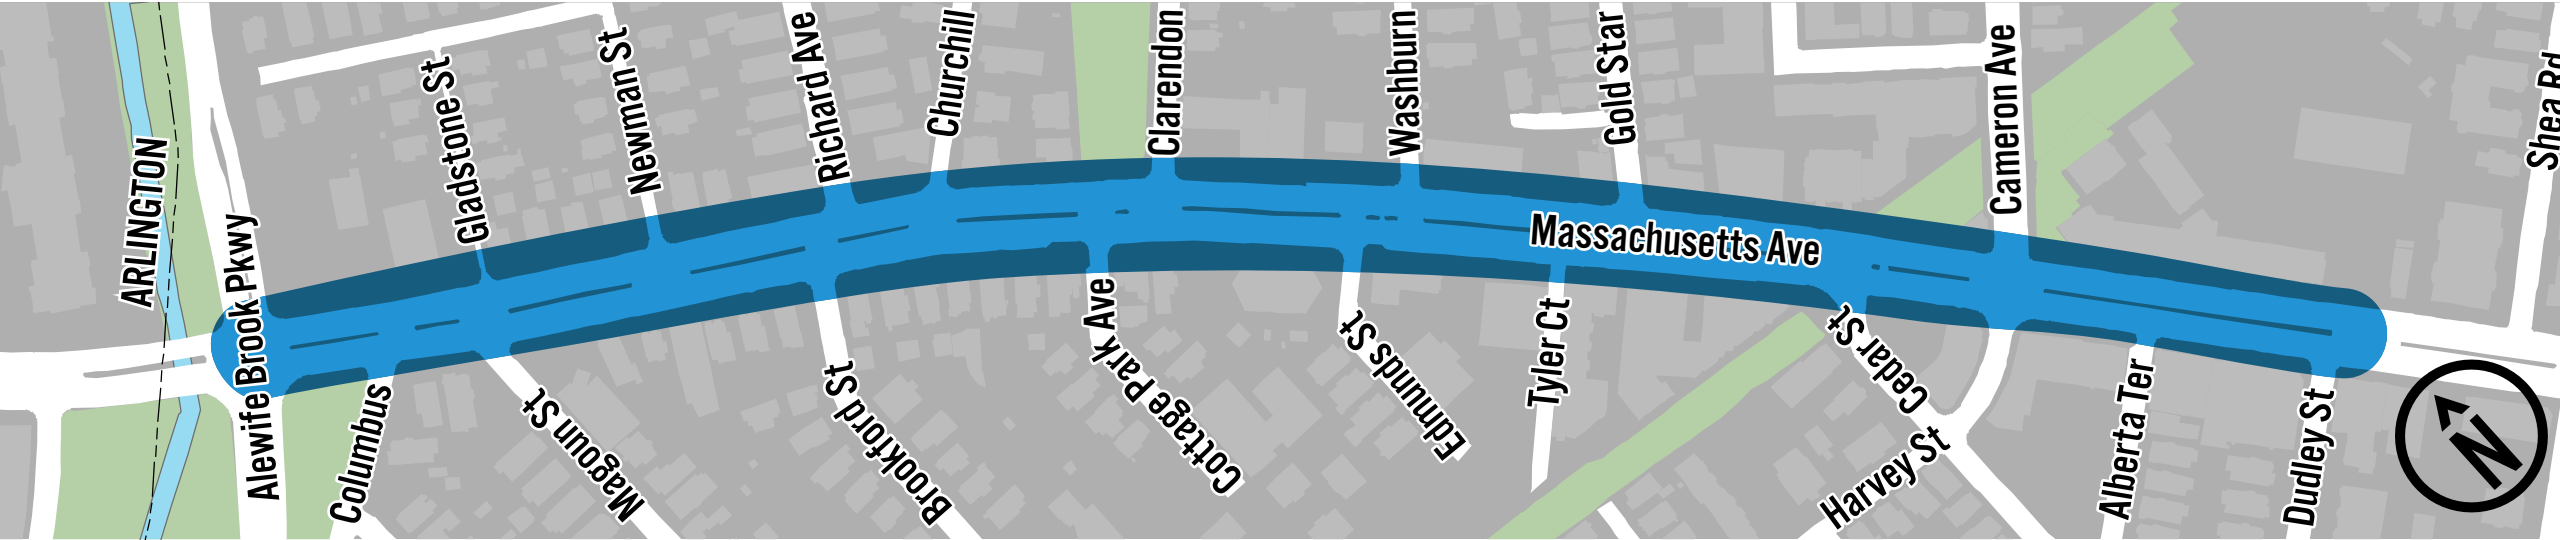 ARLINGTON
Alewife Brook Pkwy
Gladstone St
Newman St
Richard Ave
Churchill
Clarendon
Washburn
Gold Star
Cameron Ave
Shea Rd
Massachusetts Ave
Columbus
Magoun St
Brookford St
Cottage Park Ave
Edmunds St
Tyler Ct
Cedar St
Harvey St
Alberta Ter
Dudley St
N